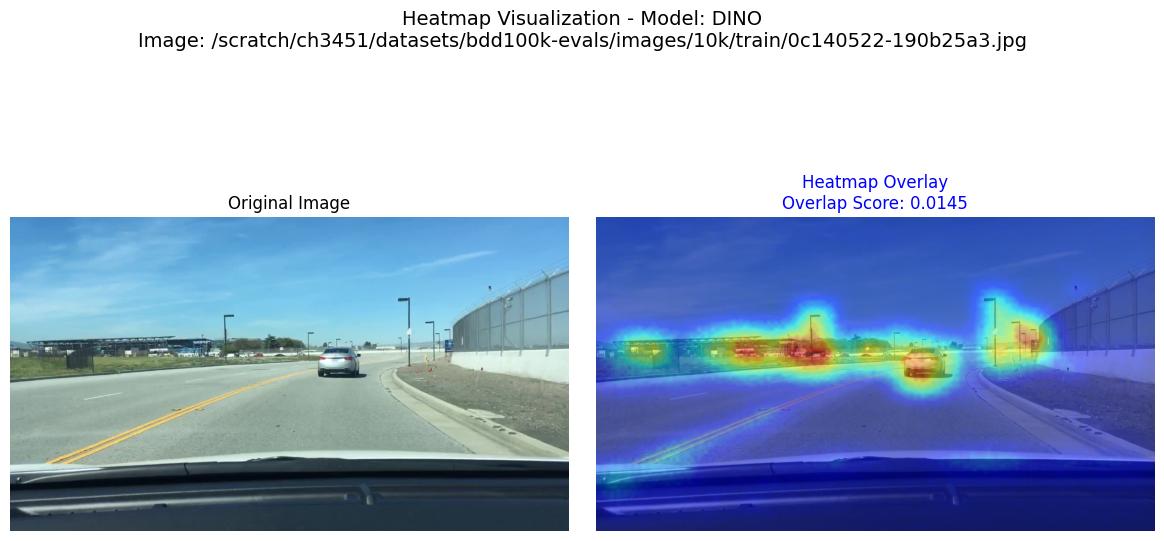 Heatmap Visualization - Model: DINO
Image: /scratch/ch3451/datasets/bdd100k-evals/images/10k/train/0c140522-190b25a3.jpg
Original Image
Heatmap Overlay
Overlap Score: 0.0145